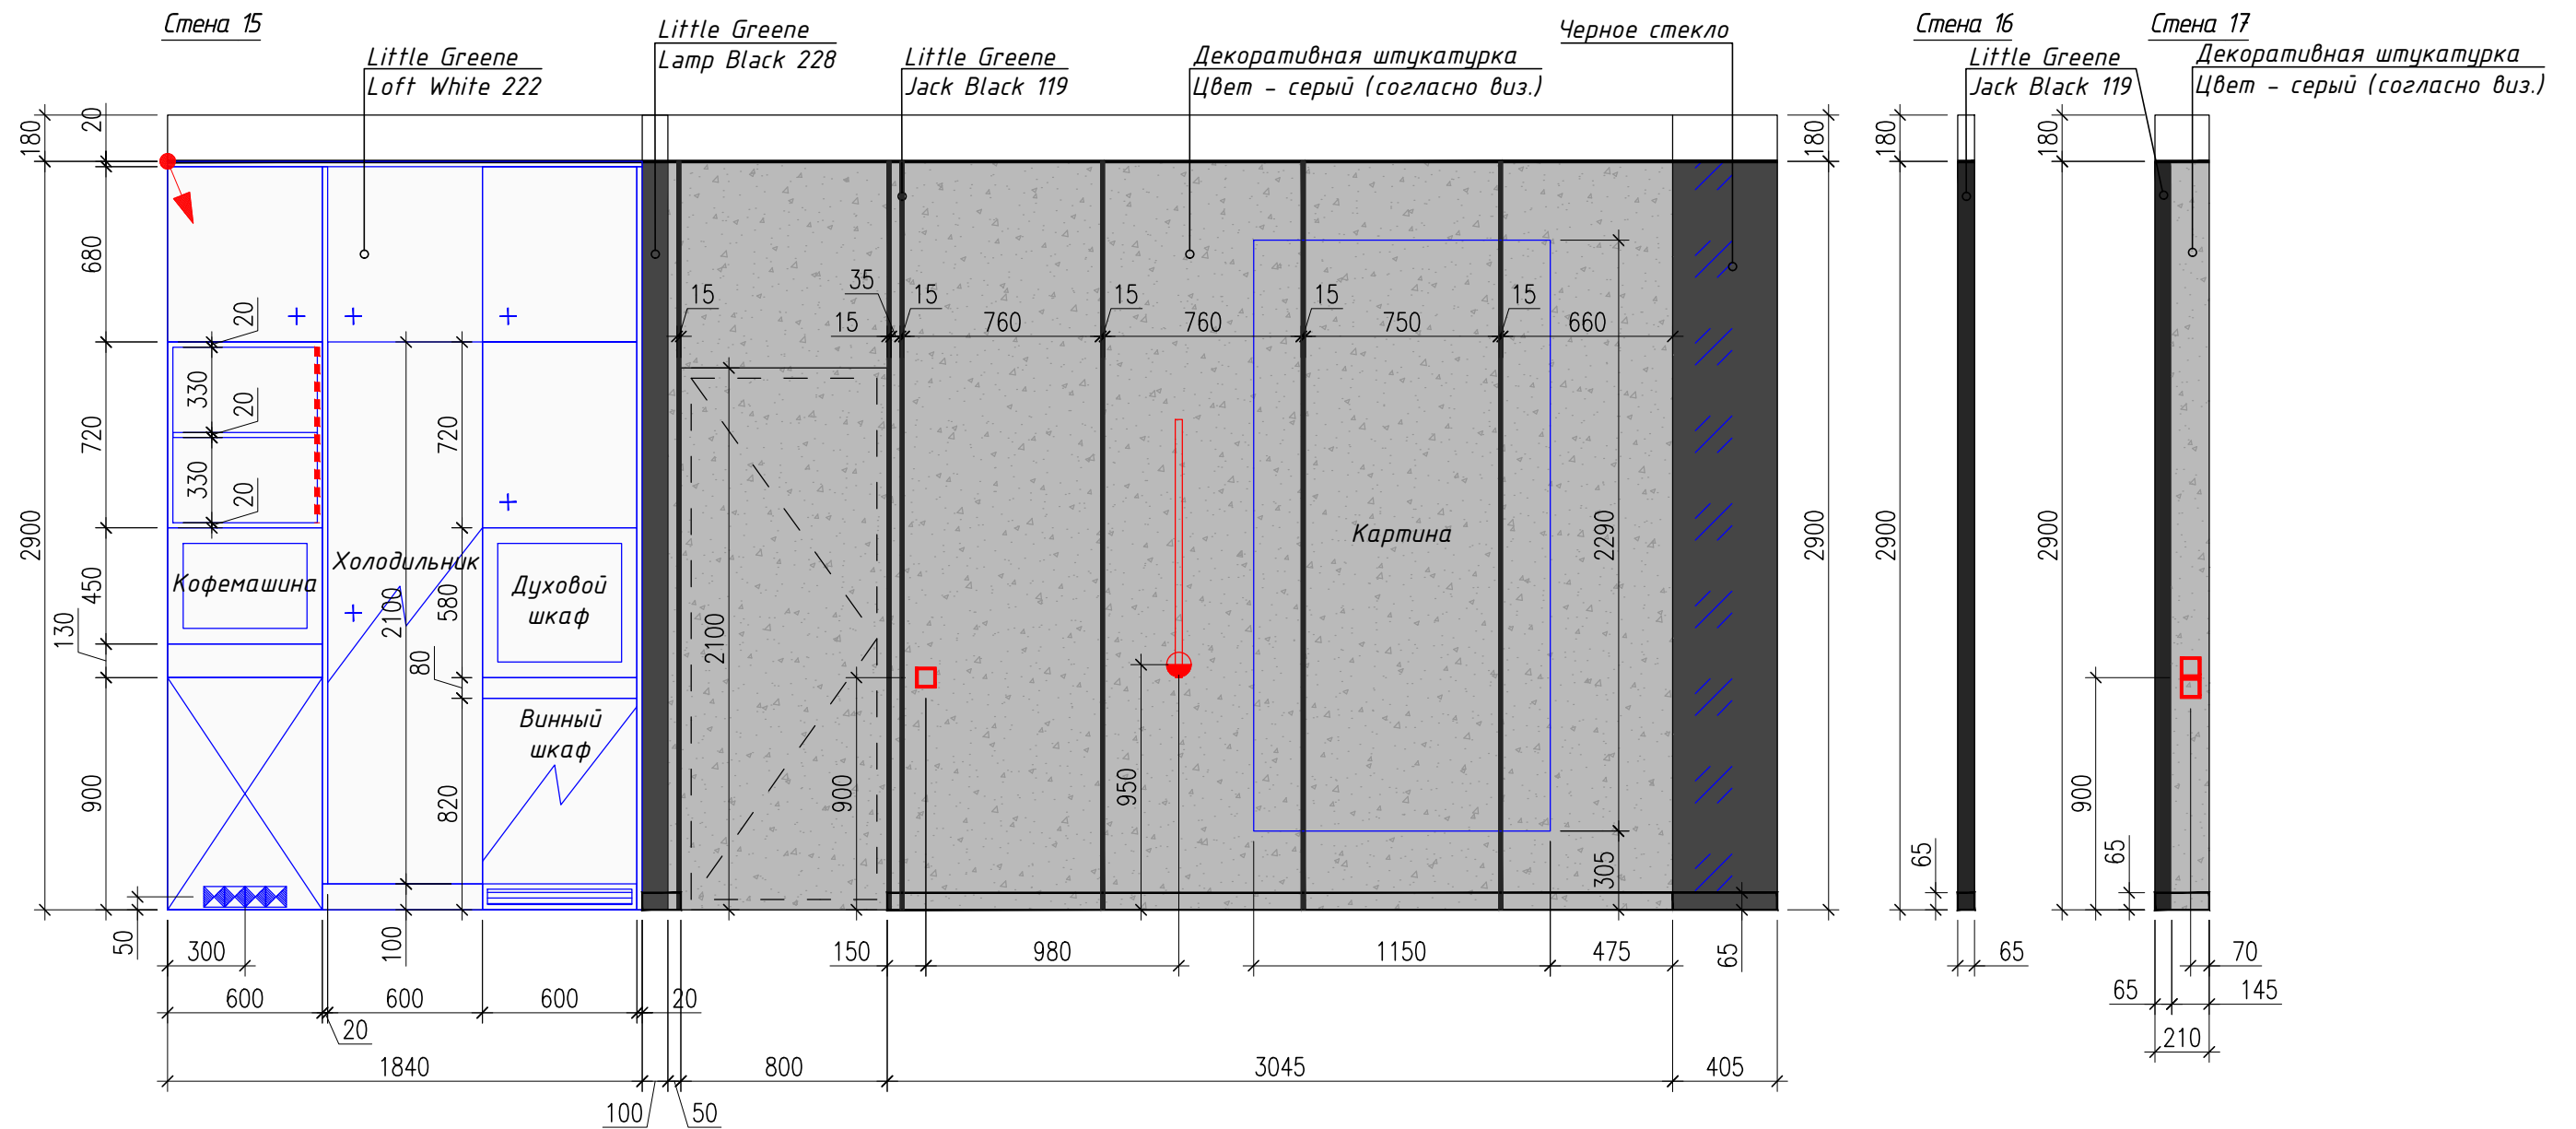 Стена 15
Little Greene
Loft White 222
Little Greene
Lamp Black 228
Little Greene
Jack Black 119
Декоративная штукатурка
Цвет - серый (согласно виз.)
Черное стекло
Стена 16
Little Greene
Jack Black 119
Стена 17
Декоративная штукатурка
Цвет - серый (согласно виз.)
180
20
180
180
180
680
20
35
15
15
15
15
15
15
760
760
750
660
330
20
720
720
330
20
2900
2290
2900
2900
2900
Картина
Холодильник
Кофемашина
Духовой
шкаф
450
2100
580
130
80
2100
Винный
шкаф
900
820
900
950
900
305
65
65
50
300
100
150
980
1150
475
65
65
70
600
600
600
20
65
145
20
210
1840
800
3045
405
100
50